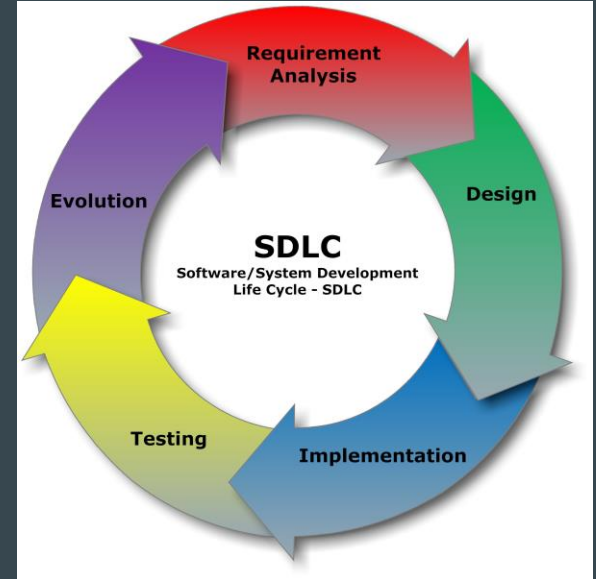 Requirement
Analysis
Design
Evolution
SDLC
Software/System Development
Life Cycle - SDLC
Testing
Implementation